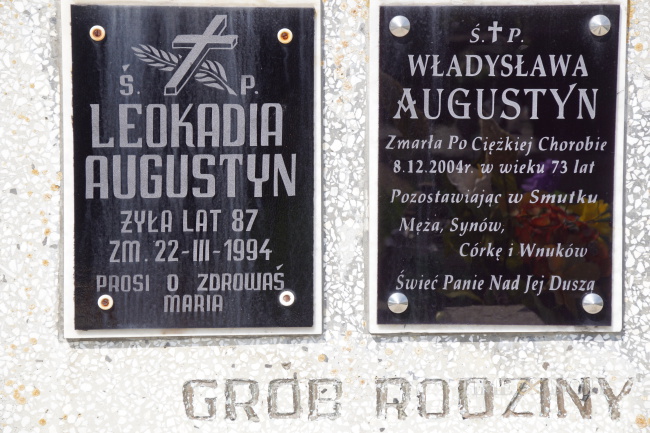 Ś. P.
LEOKADIA
AUGUSTYN
ŻYŁA LAT 87
ZM. 22-III-1994
PROSI O ZDROWAŚ
MARIA
Ś. P.
WŁADYSŁAWA
AUGUSTYN
Zmarła Po Ciężkiej Chorobie
8.12.2004r. w wieku 73 lat
Pozostawiając w Smutku
Męża, Synów,
Córkę i Wnuków
Świeć Panie Nad Jej Dusza
GRÓB RODZINY